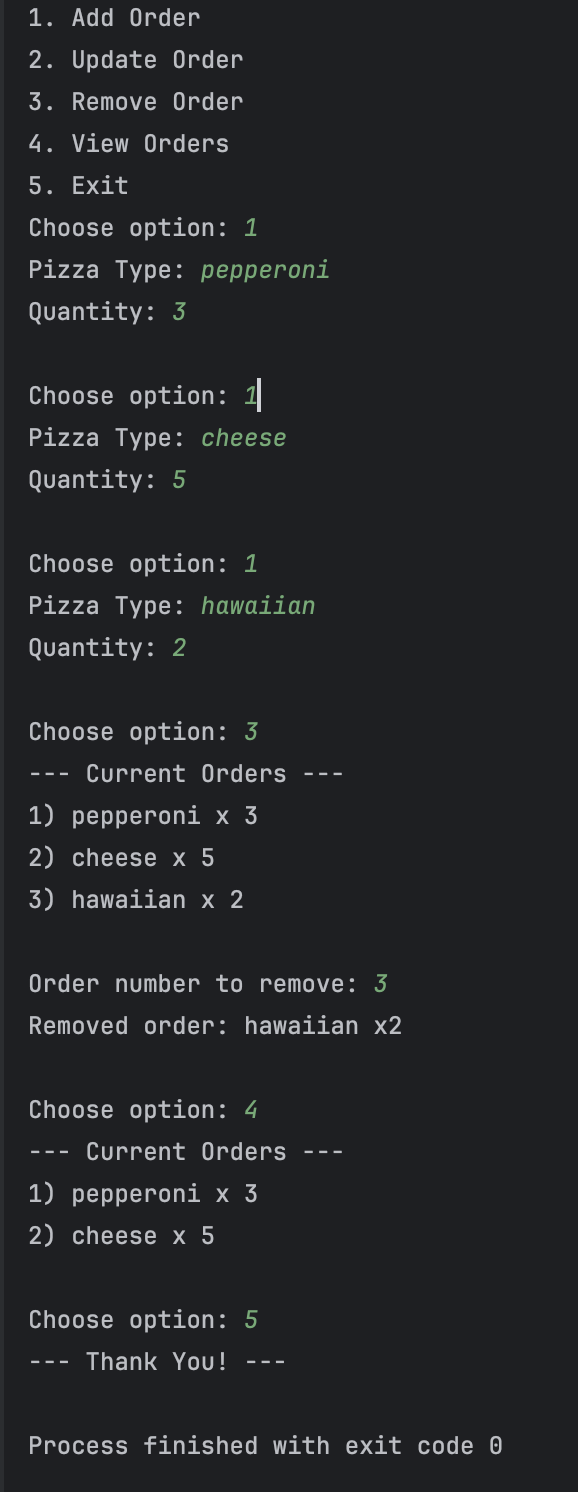 1. Add Order
2. Update Order
3. Remove Order
4. View Orders
5. Exit
Choose option: 1
Pizza Type: pepperoni
Quantity: 3
Choose option: 1
Pizza Type: cheese
Quantity: 5
Choose option: 1
Pizza Type: hawaiian
Quantity: 2
Choose option: 3
--- Current Orders ---
1) pepperoni x 3
2) cheese x 5
3) hawaiian x 2
Order number to remove: 3
Removed order: hawaiian x2
Choose option: 4
--- Current Orders ---
1) pepperoni x 3
2) cheese x 5
Choose option: 5
--- Thank You! ---
Process finished with exit code 0